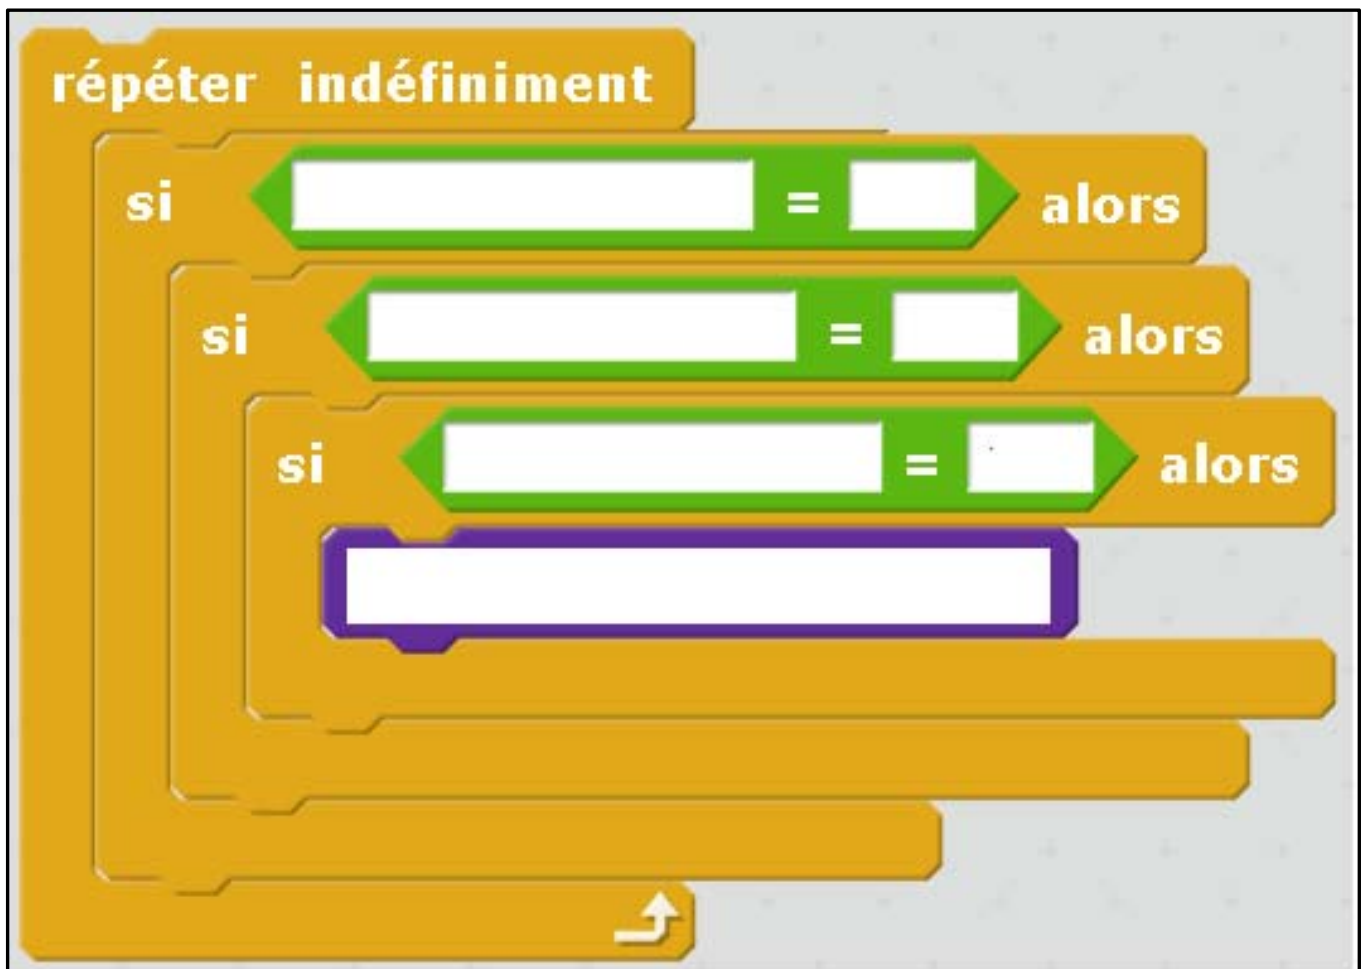 répéter indéfiniment
si = alors
si = alors
si = alors